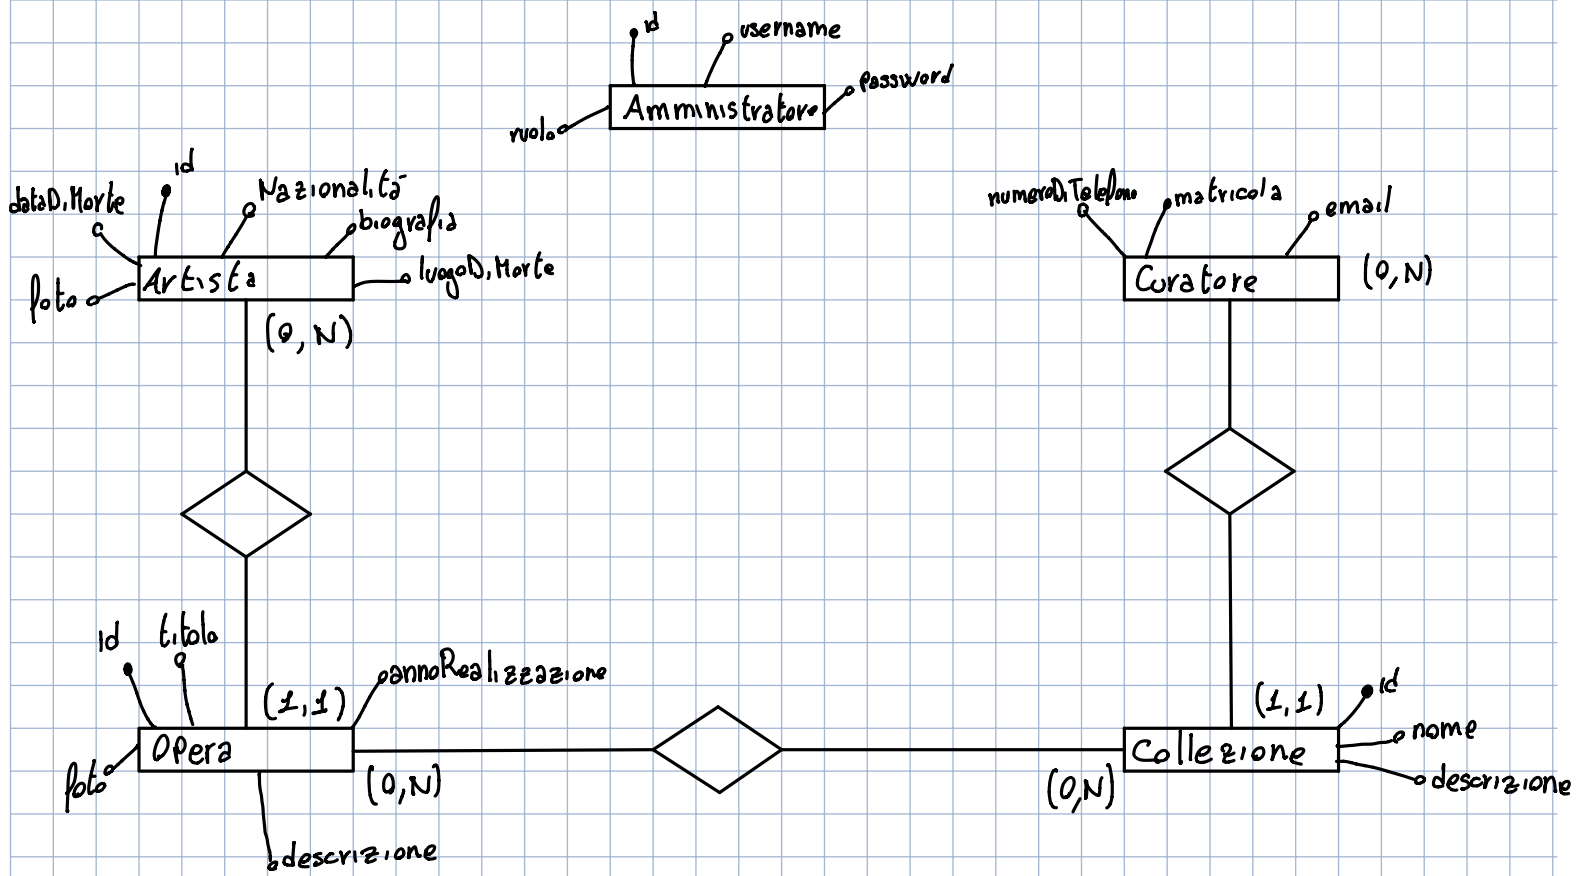 id
username
password
Amministratore
ruolo
id
Nazionalità
dataDiMorte
biografia
luogoDiMorte
Artista
foto
(0,N)
numeroDiTelefono
matricola
email
Curatore
(0,N)
id
titolo
annoRealizzazione
(1,1)
Opera
foto
(0,N)
descrizione
(1,1)
id
nome
Collezione
descrizione
(0,N)